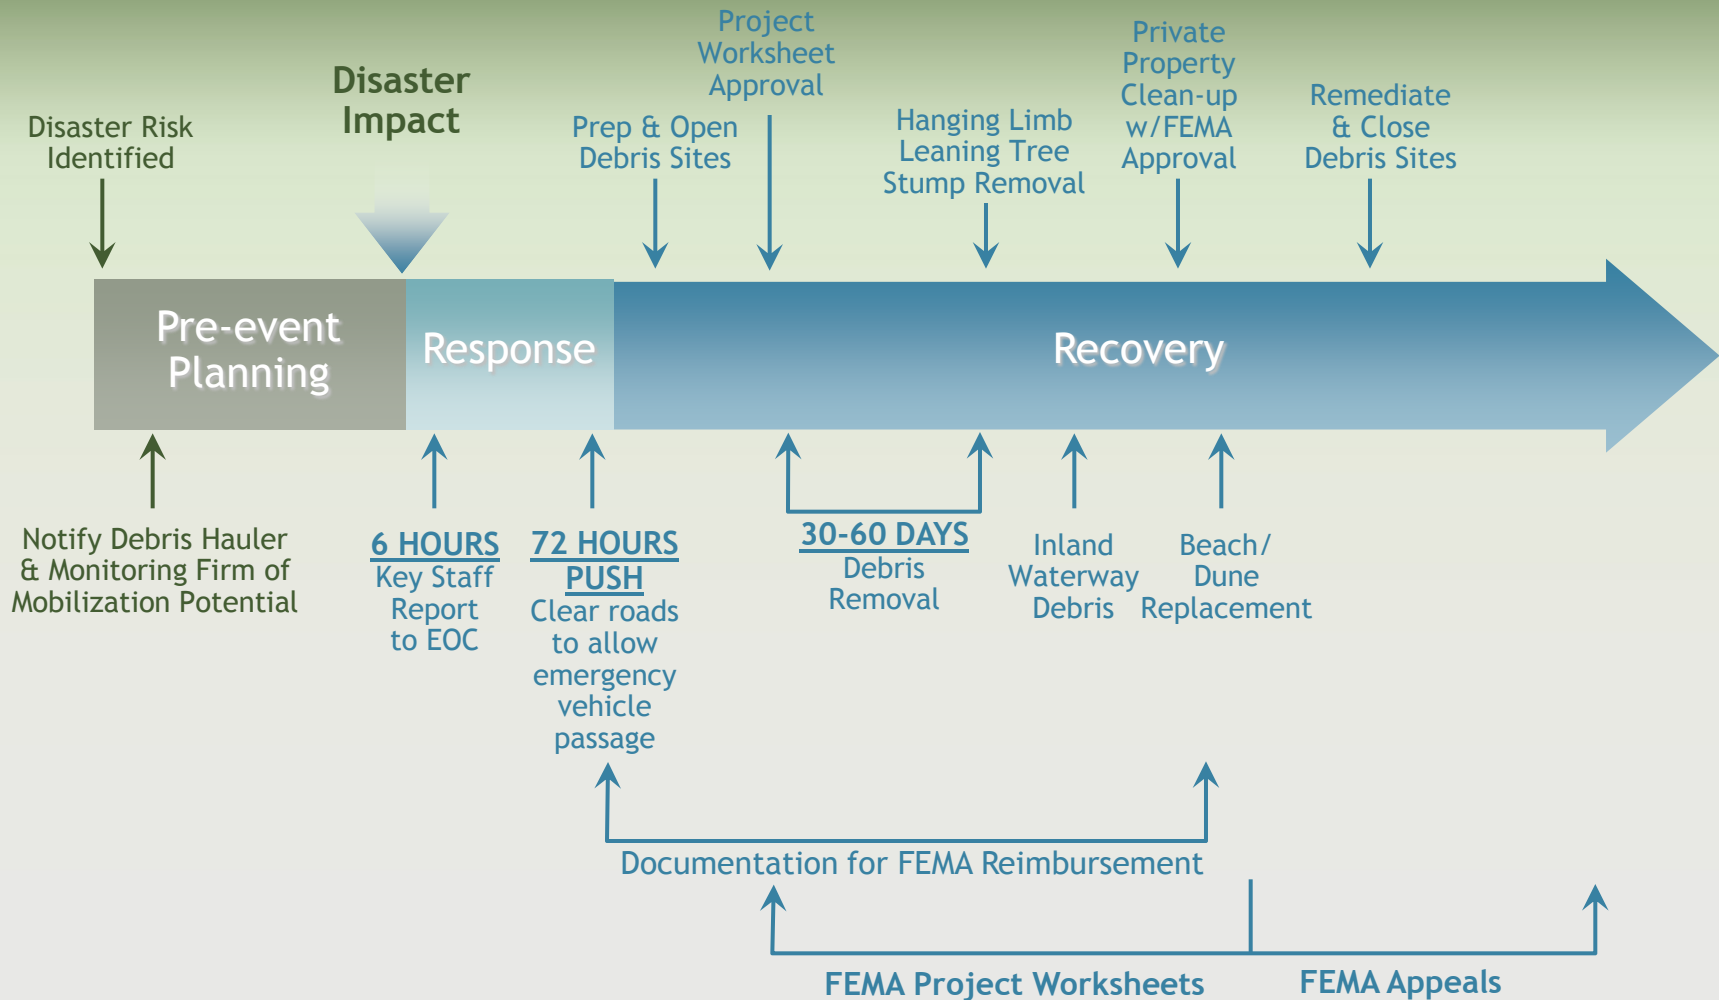 Disaster Risk
Identified
Disaster
Impact
Prep & Open
Debris Sites
Project
Worksheet
Approval
Hanging Limb
Leaning Tree
Stump Removal
Private
Property
Clean-up
w/FEMA
Approval
Remediate
& Close
Debris Sites
Pre-event
Planning
Response
Recovery
Notify Debris Hauler
& Monitoring Firm of
Mobilization Potential
6 HOURS
Key Staff
Report
to EOC
72 HOURS
PUSH
Clear roads
to allow
emergency
vehicle
passage
30-60 DAYS
Debris
Removal
Inland
Waterway
Debris
Beach/
Dune
Replacement
Documentation for FEMA Reimbursement
FEMA Project Worksheets
FEMA Appeals